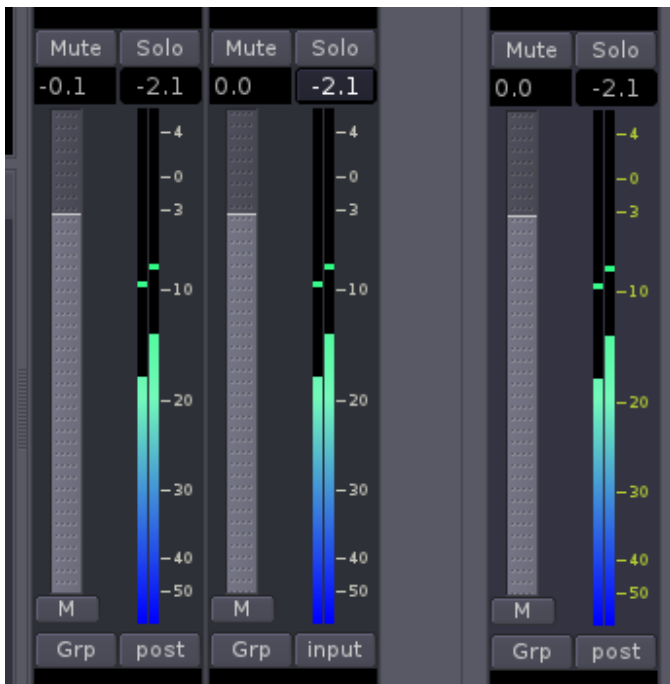 Mute Solo Mute Solo Mute Solo
-0.1 -2.1 0.0 -2.1 0.0 -2.1
-4 -4 -4
-0 -0 -0
-3 -3 -3
-10 -10 -10
-20 -20 -20
-30 -30 -30
-40 -40 -40
-50 -50 -50
M M M
Grp post Grp input Grp post